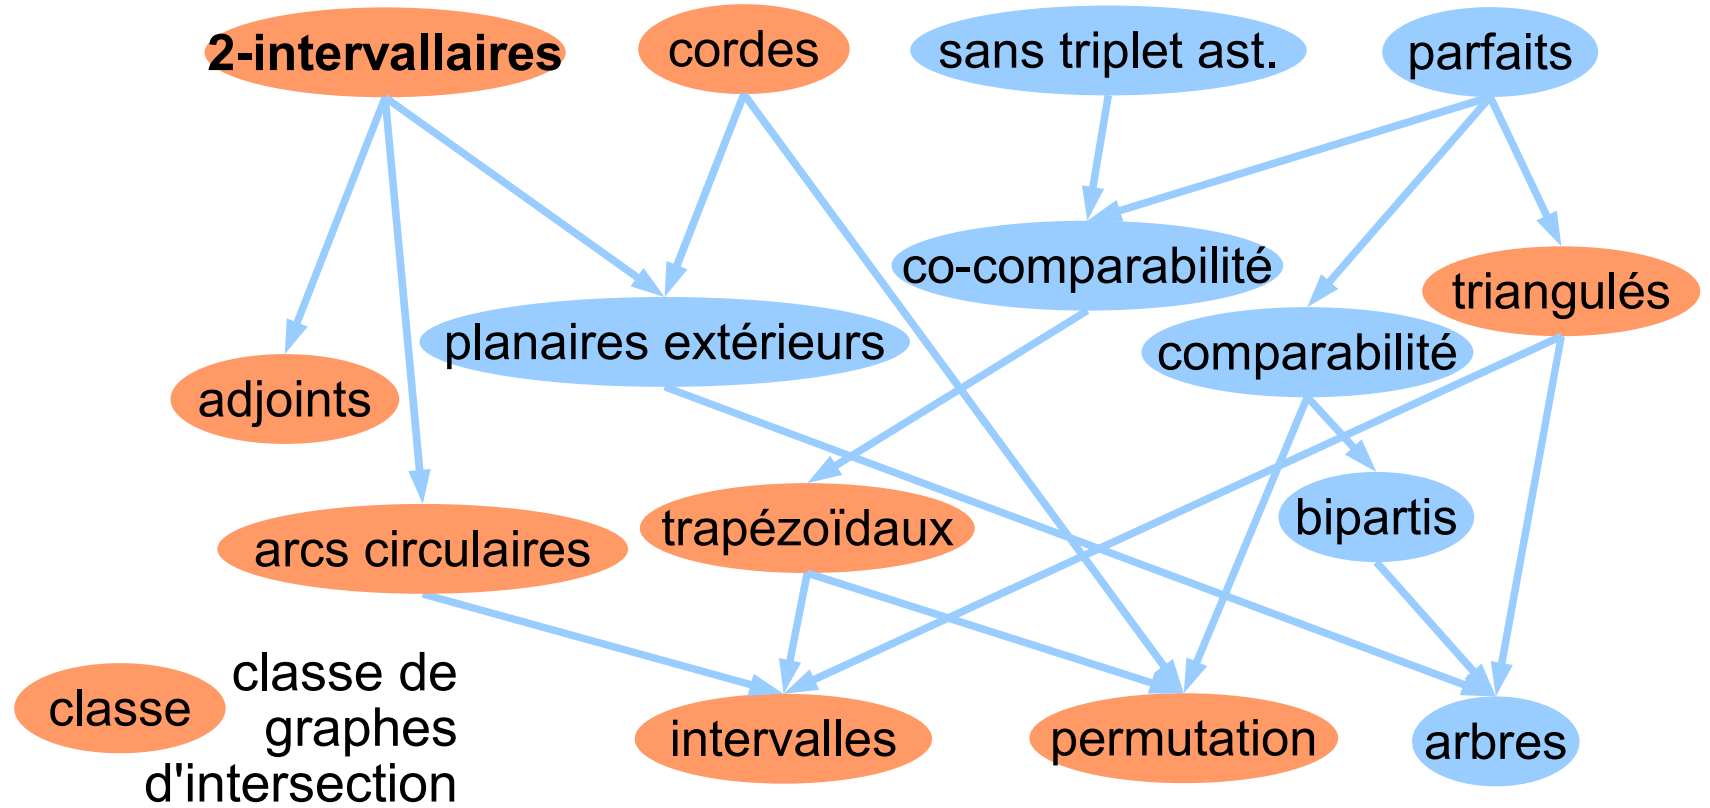 2-intervallaires
cordes
sans triplet ast.
parfaits
co-comparabilité
triangulés
planaires extérieurs
comparabilité
adjoints
bipartis
trapézoïdaux
arcs circulaires
intervalles
permutation
arbres
classe
classe de
graphes
d'intersection